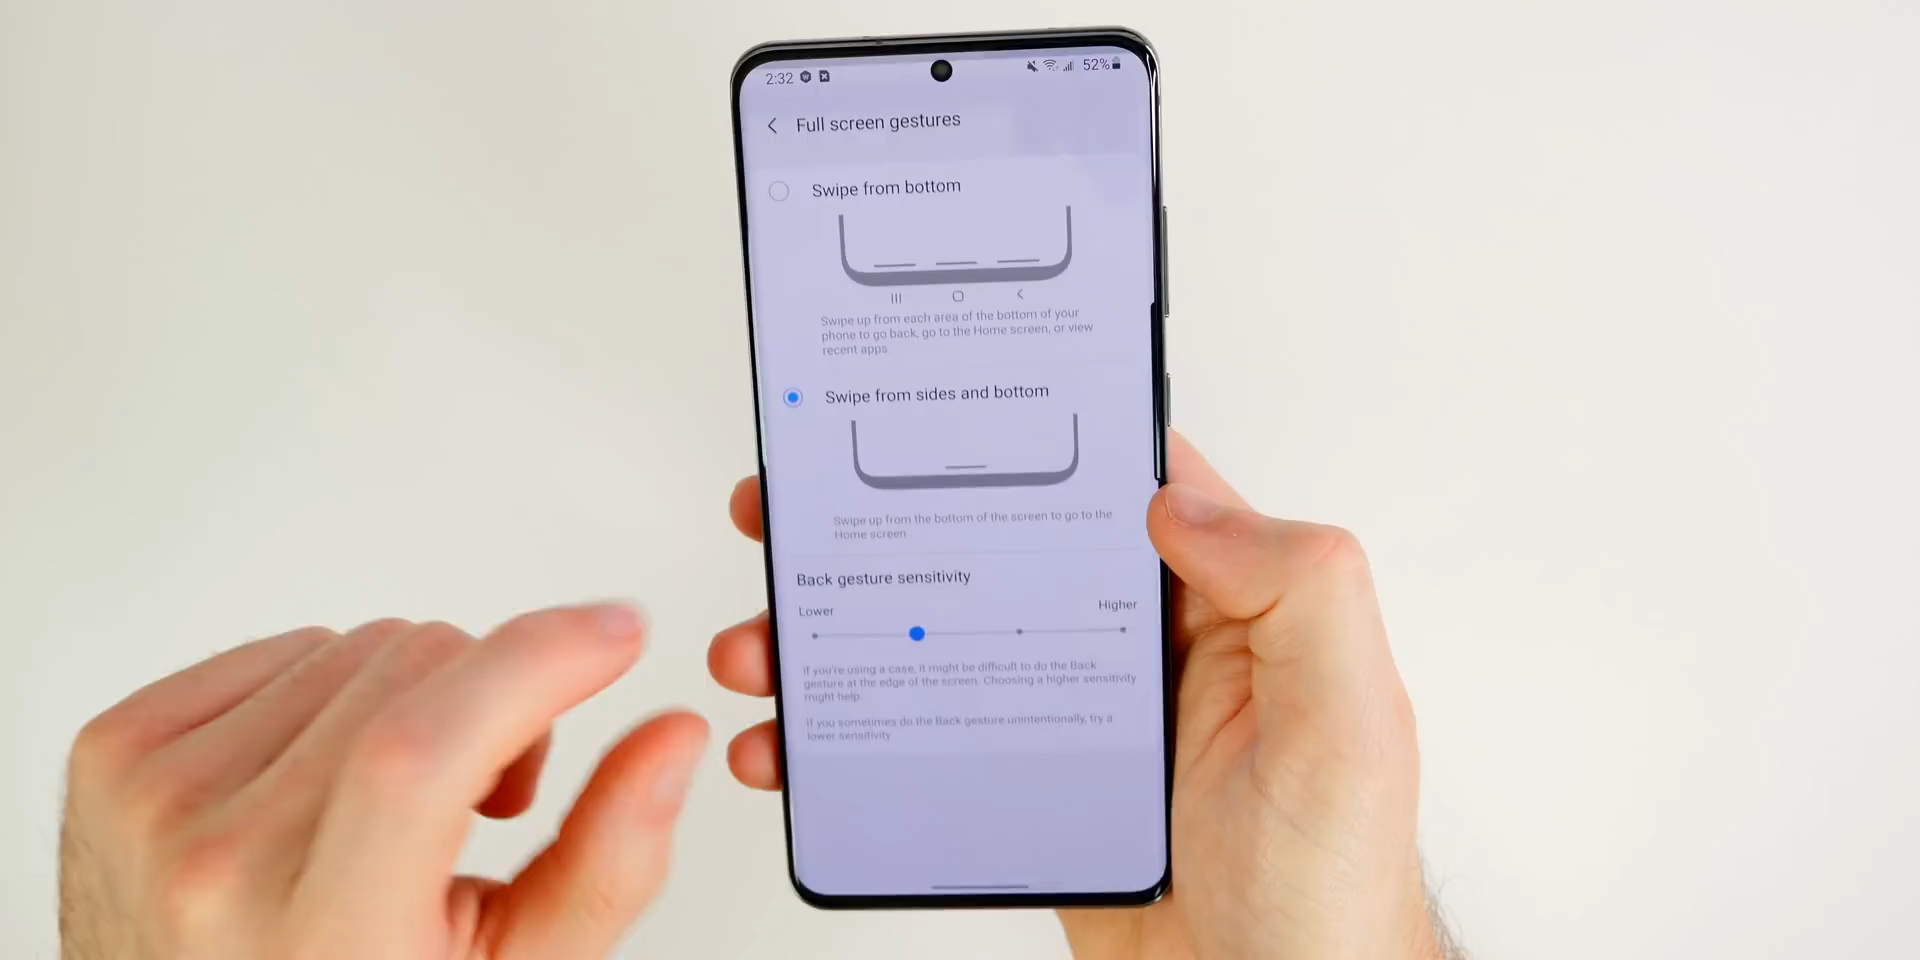 2:32
52%
Full screen gestures
Swipe from bottom
Swipe up from each area of the bottom of your
phone to go back, go to the Home screen, or view
recent apps.
Swipe from sides and bottom
Swipe up from the bottom of the screen to go to the
Home screen
Back gesture sensitivity
Lower
Higher
If you're using a case, it might be difficult to do the Back
gesture at the edge of the screen. Choosing a higher sensitivity
might help.
If you sometimes do the Back gesture unintentionally, try a
lower sensitivity